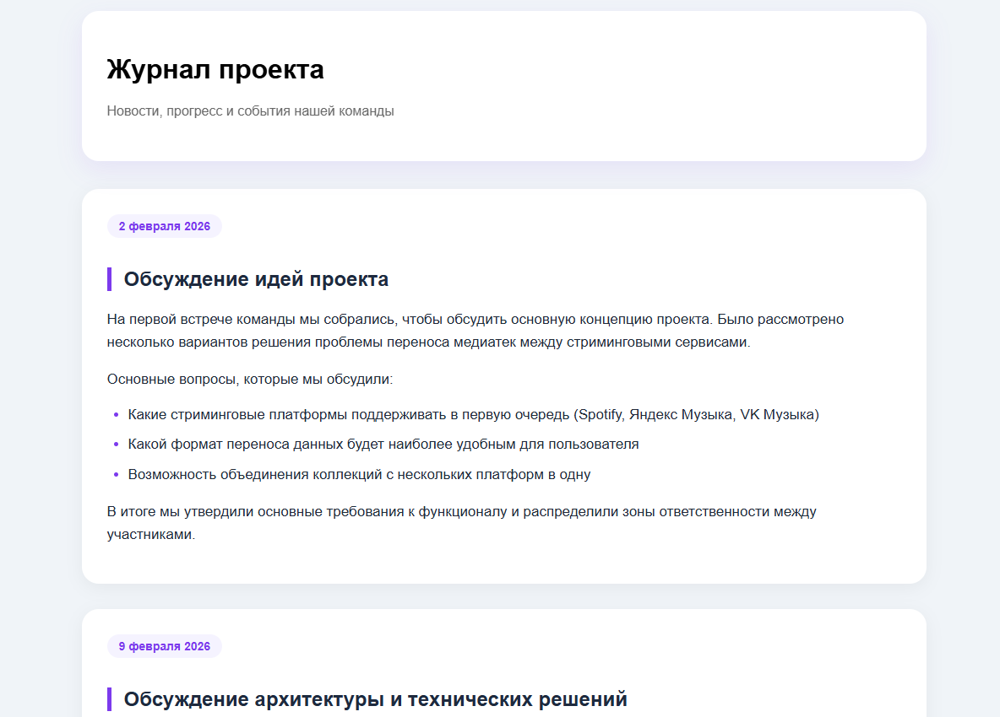 Журнал проекта
Новости, прогресс и события нашей команды
2 февраля 2026
Обсуждение идей проекта
На первой встрече команды мы собрались, чтобы обсудить основную концепцию проекта. Было рассмотрено
несколько вариантов решения проблемы переноса медиатек между стриминговыми сервисами.
Основные вопросы, которые мы обсудили:
• Какие стриминговые платформы поддерживать в первую очередь (Spotify, Яндекс Музыка, VK Музыка)
• Какой формат переноса данных будет наиболее удобным для пользователя
• Возможность объединения коллекций с нескольких платформ в одну
В итоге мы утвердили основные требования к функционалу и распределили зоны ответственности между
участниками.
9 февраля 2026
Обсуждение архитектуры и технических решений